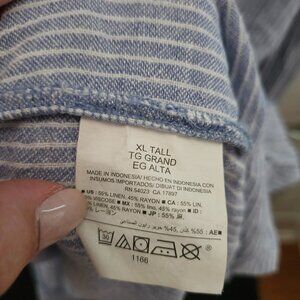 XL TALL
TG GRAND
EG ALTA
MADE IN INDONESIA/ HECHO EN INDONESIA CON
INSUMOS IMPORTADOS/ DIBUAT DI INDONESIA
RN 54023 CA 17897
■ US: 55% LINEN, 45% RAYON ■ CA: 55%
LINEN, 45% VISCOSE ■ MX: 55% lino, 45% rayón ■ ID:
55% LINEN, 45% RAYON ■ JP: 55%
1166